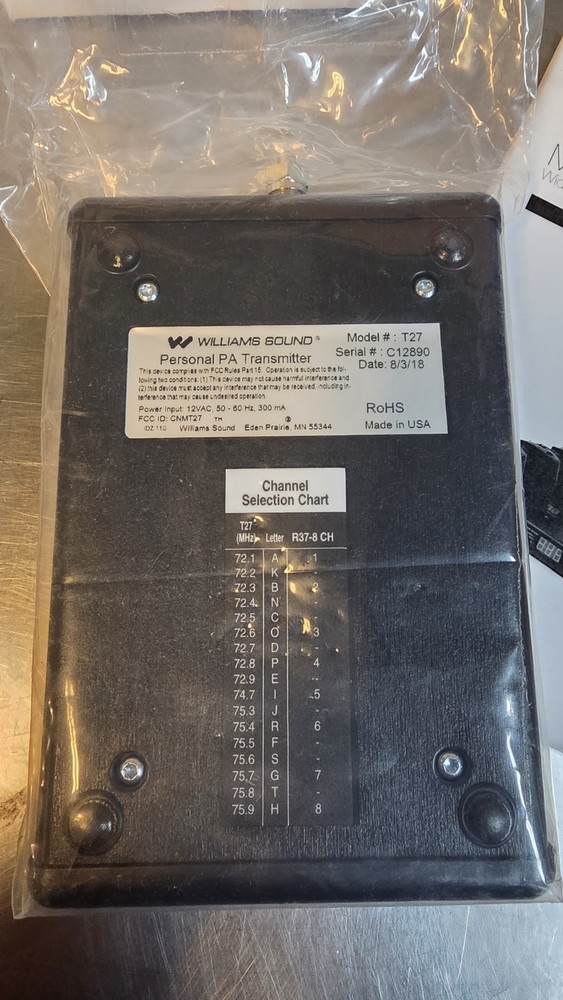 WILLIAMS SOUND®
Personal PA Transmitter
Model # : T27
Serial # : C12890
Date: 8/3/18
This device complies with FCC Rules Part 15. Operation is subject to the fol-
lowing two conditions: (1) This device may not cause harmful interference and
(2) this device must accept any interference that may be received, including in-
terference that may cause undesired operation.
Power Input: 12VAC, 50 - 60 Hz, 300 mA
FCC ID: CNMT27 TH
IDZ 110 Williams Sound Eden Prairie, MN 55344
RoHS
Made in USA
Channel
Selection Chart
T27 (MHz) Letter R37-8 CH
72.1 A 1
72.2 K -
72.3 B 2
72.4 N -
72.5 C -
72.6 O 3
72.7 D -
72.8 P 4
72.9 E -
74.7 I 5
75.3 J -
75.4 R 6
75.5 F -
75.6 S -
75.7 G 7
75.8 T -
75.9 H 8